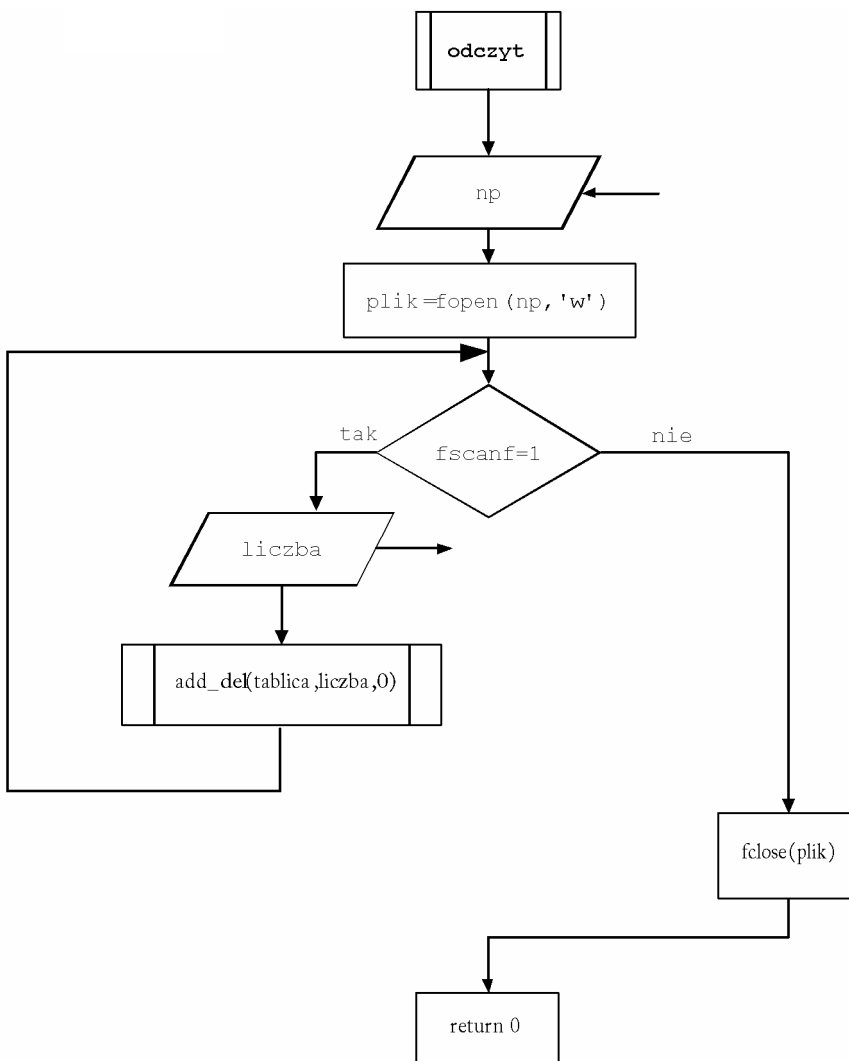 odczyt
np
plik=fopen(np,'w')
tak
nie
fscanf=1
liczba
add_del(tablica,liczba,0)
fclose(plik)
return 0